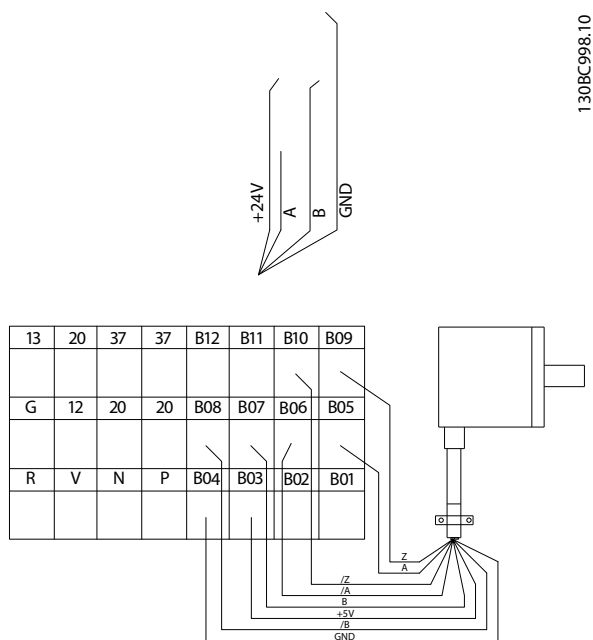 130BC998.10
+24V
A
B
GND
13 20 37 37 B12 B11 B10 B09
G 12 20 20 B08 B07 B06 B05
R V N P B04 B03 B02 B01
Z
A
/Z
/A
B
+5V
/B
GND